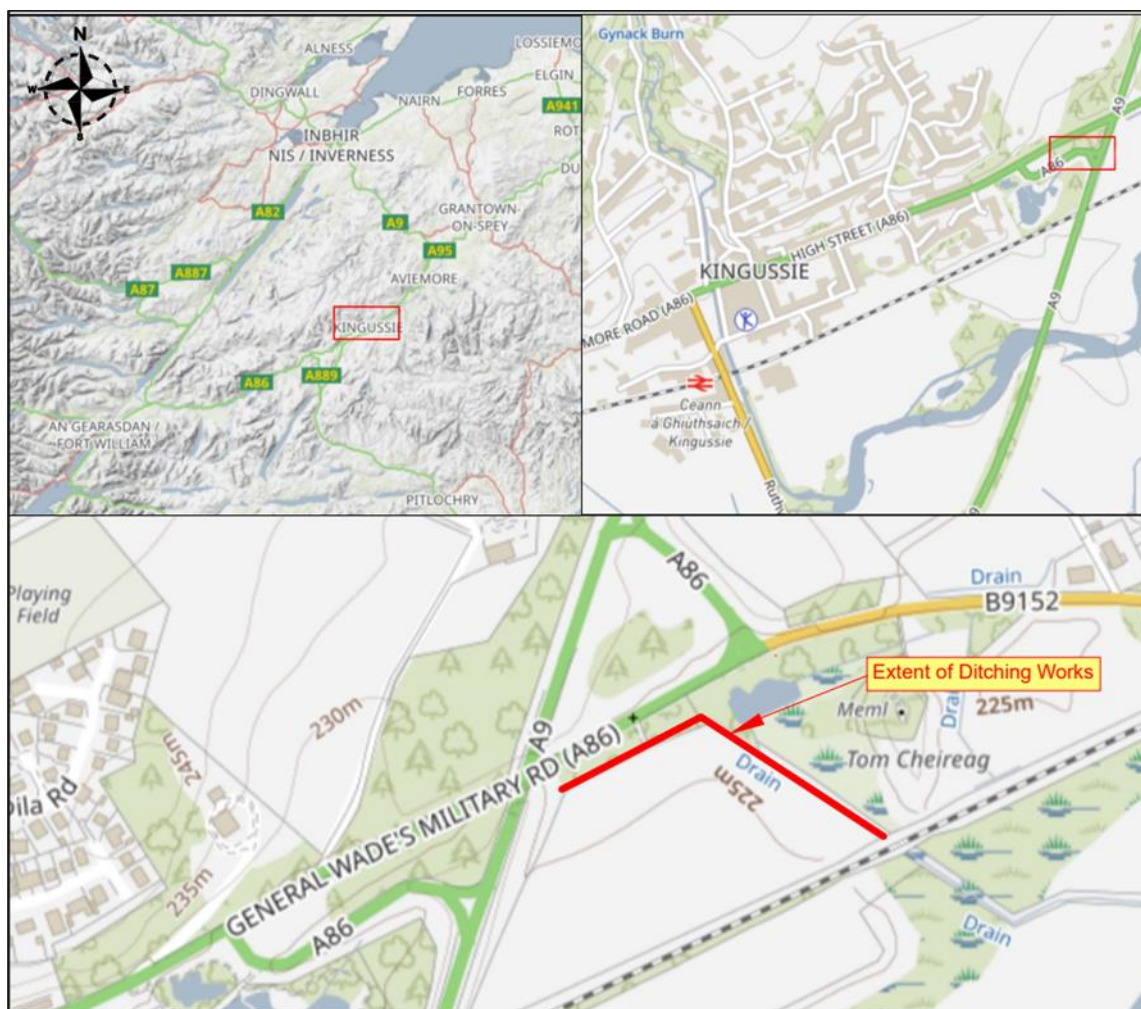 N
W
E
S
ALNESS
LOSSIEMO
ELGIN
DINGWALL
NAIRN
FORRES
A941
ROT
INBHIR
NIS / INVERNESS
DU
A82
A9
GRANTOWN-
ON-SPEY
A95
A887
A87
AVIEMORE
KINGUSSIE
A86
A889
AN GEARASDAN /
FORT WILLIAM
PITLOCHRY
Gynack Burn
A9
A86
HIGH STREET (A86)
KINGUSSIE
MORE ROAD (A86)
A9
Ceann
a Ghiuthsaich /
Kingussie
Ruthv
A9
Playing
Field
A86
Drain
B9152
Extent of Ditching Works
230m
245m
A9
Meml
Drain
225m
Dila Rd
GENERAL WADE'S MILITARY RD (A86)
Drain
225m
Tom Cheireag
235m
A86
Drain